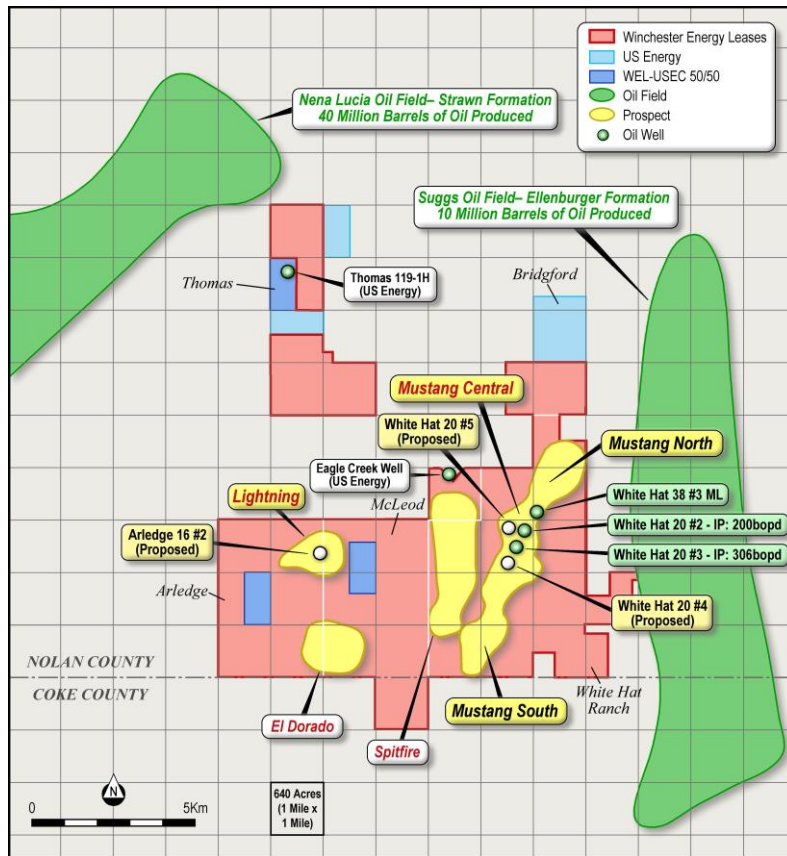 Winchester Energy Leases
US Energy
WEL-USEC 50/50
Oil Field
Prospect
Oil Well
Nena Lucia Oil Field– Strawn Formation
40 Million Barrels of Oil Produced
Suggs Oil Field– Ellenburger Formation
10 Million Barrels of Oil Produced
Thomas
Thomas 119-1H
(US Energy)
Bridgford
Mustang Central
White Hat 20 #5
(Proposed)
Mustang North
Eagle Creek Well
(US Energy)
Lightning
McLeod
White Hat 38 #3 ML
White Hat 20 #2 - IP: 200bopd
White Hat 20 #3 - IP: 306bopd
Arledge 16 #2
(Proposed)
Arledge
White Hat 20 #4
(Proposed)
NOLAN COUNTY
COKE COUNTY
White Hat
Ranch
El Dorado
Spitfire
Mustang South
N
0
5Km
640 Acres
(1 Mile x
1 Mile)